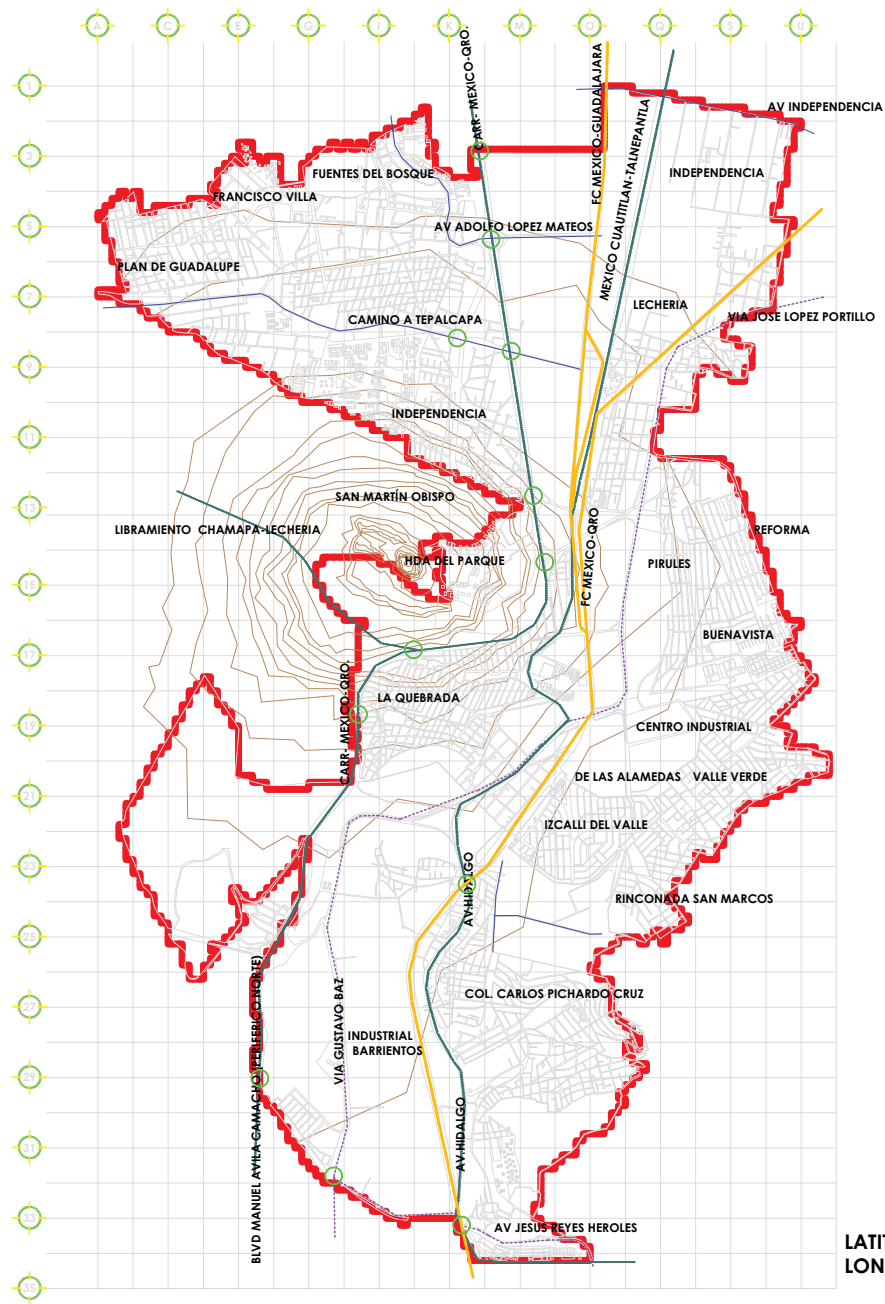 A C E G I K M O Q S U
1
AV INDEPENDENCIA
CARR- MEXICO-QRO.
FC MEXICO-GUADALAJARA
MEXICO CUAUTITLAN-TALNEPANTLA
3
FUENTES DEL BOSQUE
INDEPENDENCIA
FRANCISCO VILLA
5
AV ADOLFO LOPEZ MATEOS
PLAN DE GUADALUPE
7
LECHERIA
CAMINO A TEPALCAPA
VIA JOSE LOPEZ PORTILLO
9
INDEPENDENCIA
11
SAN MARTÍN OBISPO
13
LIBRAMIENTO CHAMAPA-LECHERIA
REFORMA
HDA DEL PARQUE
FC MEXICO-QRO
PIRULES
15
BUENAVISTA
17
LA QUEBRADA
CARR- MEXICO-QRO.
19
CENTRO INDUSTRIAL
DE LAS ALAMEDAS
VALLE VERDE
21
IZCALLI DEL VALLE
23
AV.HIDALGO
RINCONADA SAN MARCOS
25
COL. CARLOS PICHARDO CRUZ
27
BLVD MANUEL AVILA CAMACHO (PERIFERICO NORTE)
VIA GUSTAVO BAZ
INDUSTRIAL
BARRIENTOS
29
31
AV.HIDALGO
33
AV JESUS REYES HEROLES
LATIT
LON
35